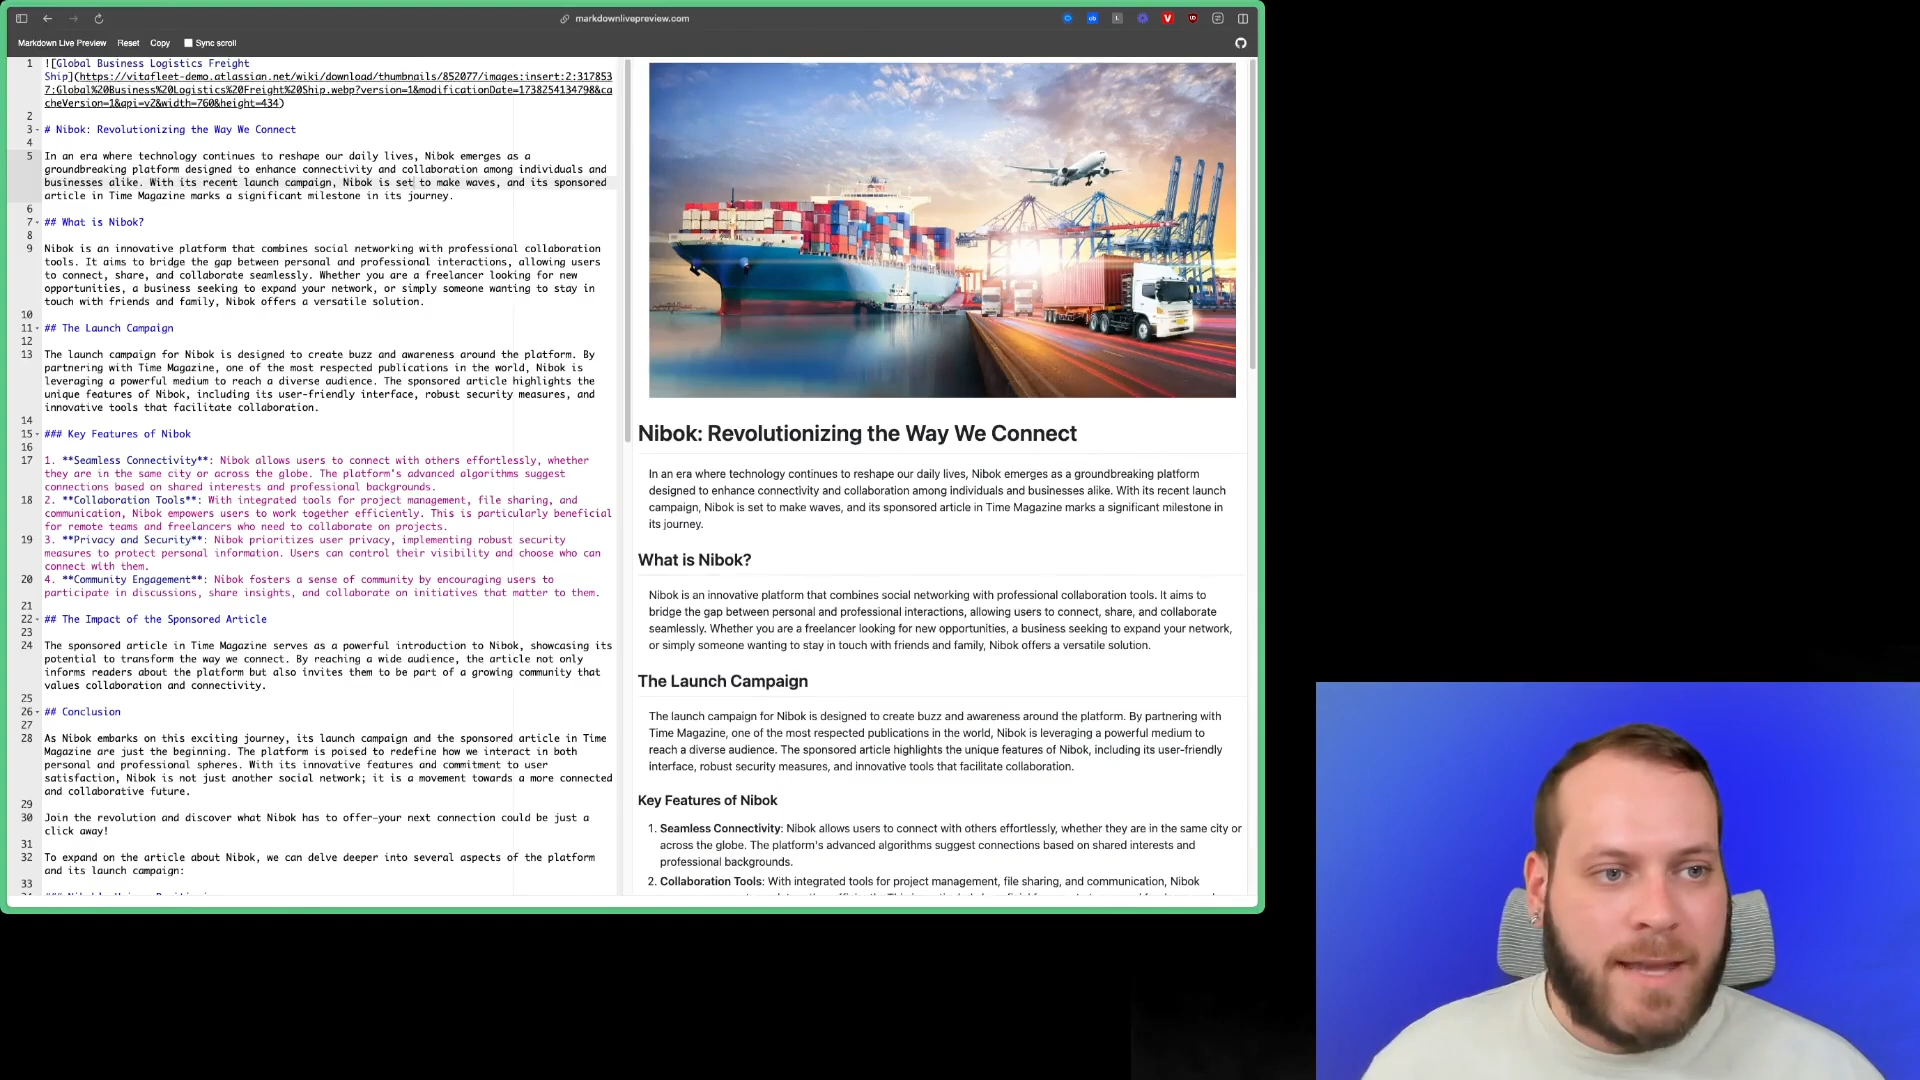 markdownlivepreview.com
Markdown Live Preview Reset Copy Sync scroll
1 ![Global Business Logistics Freight
Ship](https://vitafleet-demo.atlassian.net/wiki/download/thumbnails/852077/images:insert:2:317853
7:Global%20Business%20Logistics%20Freight%20Ship.webp?version=1&modificationDate=1738254134798&ca
cheVersion=1&api=v2&width=760&height=434)
2
3 # Nibok: Revolutionizing the Way We Connect
4
5 In an era where technology continues to reshape our daily lives, Nibok emerges as a
groundbreaking platform designed to enhance connectivity and collaboration among individuals and
businesses alike. With its recent launch campaign, Nibok is set to make waves, and its sponsored
article in Time Magazine marks a significant milestone in its journey.
6
7 ## What is Nibok?
8
9 Nibok is an innovative platform that combines social networking with professional collaboration
tools. It aims to bridge the gap between personal and professional interactions, allowing users
to connect, share, and collaborate seamlessly. Whether you are a freelancer looking for new
opportunities, a business seeking to expand your network, or simply someone wanting to stay in
touch with friends and family, Nibok offers a versatile solution.
10
11 ## The Launch Campaign
12
13 The launch campaign for Nibok is designed to create buzz and awareness around the platform. By
partnering with Time Magazine, one of the most respected publications in the world, Nibok is
leveraging a powerful medium to reach a diverse audience. The sponsored article highlights the
unique features of Nibok, including its user-friendly interface, robust security measures, and
innovative tools that facilitate collaboration.
14
15 ### Key Features of Nibok
16
17 1. **Seamless Connectivity**: Nibok allows users to connect with others effortlessly, whether
they are in the same city or across the globe. The platform's advanced algorithms suggest
connections based on shared interests and professional backgrounds.
18 2. **Collaboration Tools**: With integrated tools for project management, file sharing, and
communication, Nibok empowers users to work together efficiently. This is particularly beneficial
for remote teams and freelancers who need to collaborate on projects.
19 3. **Privacy and Security**: Nibok prioritizes user privacy, implementing robust security
measures to protect personal information. Users can control their visibility and choose who can
connect with them.
20 4. **Community Engagement**: Nibok fosters a sense of community by encouraging users to
participate in discussions, share insights, and collaborate on initiatives that matter to them.
21
22 ## The Impact of the Sponsored Article
23
24 The sponsored article in Time Magazine serves as a powerful introduction to Nibok, showcasing its
potential to transform the way we connect. By reaching a wide audience, the article not only
informs readers about the platform but also invites them to be part of a growing community that
values collaboration and connectivity.
25
26 ## Conclusion
27
28 As Nibok embarks on this exciting journey, its launch campaign and the sponsored article in Time
Magazine are just the beginning. The platform is poised to redefine how we interact in both
personal and professional spheres. With its innovative features and commitment to user
satisfaction, Nibok is not just another social network; it is a movement towards a more connected
and collaborative future.
29
30 Join the revolution and discover what Nibok has to offer—your next connection could be just a
click away!
31
32 To expand on the article about Nibok, we can delve deeper into several aspects of the platform
and its launch campaign:
33
Nibok: Revolutionizing the Way We Connect
In an era where technology continues to reshape our daily lives, Nibok emerges as a groundbreaking platform
designed to enhance connectivity and collaboration among individuals and businesses alike. With its recent launch
campaign, Nibok is set to make waves, and its sponsored article in Time Magazine marks a significant milestone in
its journey.
What is Nibok?
Nibok is an innovative platform that combines social networking with professional collaboration tools. It aims to
bridge the gap between personal and professional interactions, allowing users to connect, share, and collaborate
seamlessly. Whether you are a freelancer looking for new opportunities, a business seeking to expand your network,
or simply someone wanting to stay in touch with friends and family, Nibok offers a versatile solution.
The Launch Campaign
The launch campaign for Nibok is designed to create buzz and awareness around the platform. By partnering with
Time Magazine, one of the most respected publications in the world, Nibok is leveraging a powerful medium to
reach a diverse audience. The sponsored article highlights the unique features of Nibok, including its user-friendly
interface, robust security measures, and innovative tools that facilitate collaboration.
Key Features of Nibok
1. Seamless Connectivity: Nibok allows users to connect with others effortlessly, whether they are in the same city or
across the globe. The platform's advanced algorithms suggest connections based on shared interests and
professional backgrounds.
2. Collaboration Tools: With integrated tools for project management, file sharing, and communication, Nibok